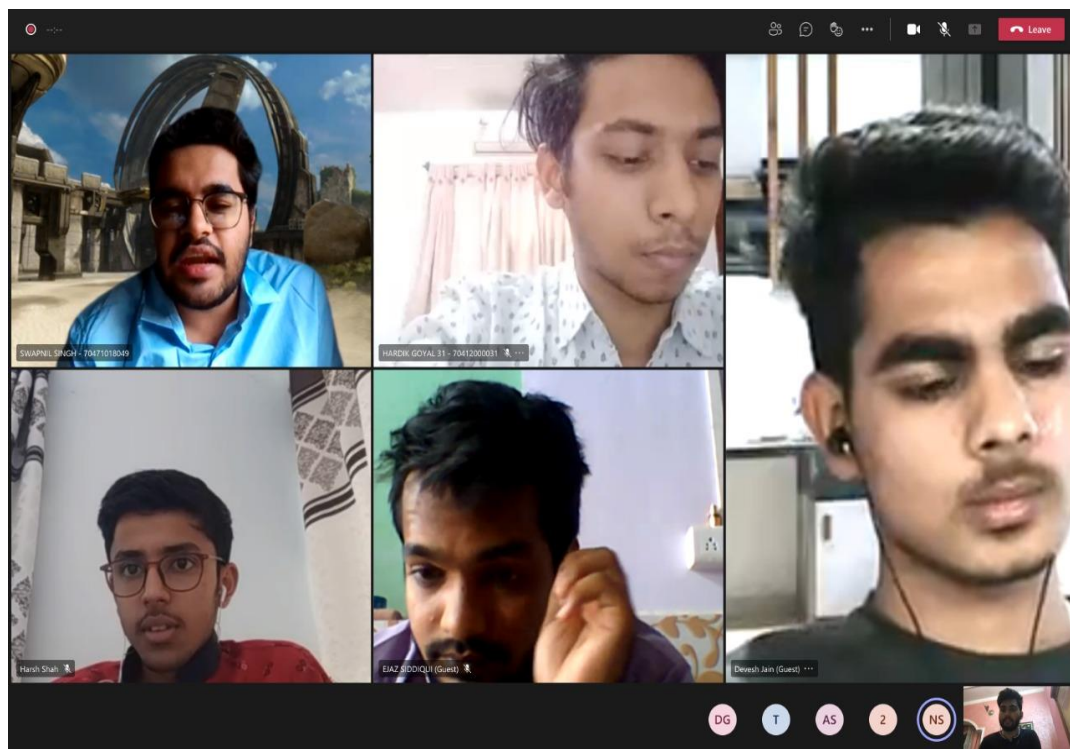 --:--
Leave
SWAPNIL SINGH - 70471018049
HARDIK GOYAL 31 - 70412000031
Harsh Shah
EJAZ SIDDIQUI (Guest)
Devesh Jain (Guest)
DG
T
AS
2
NS